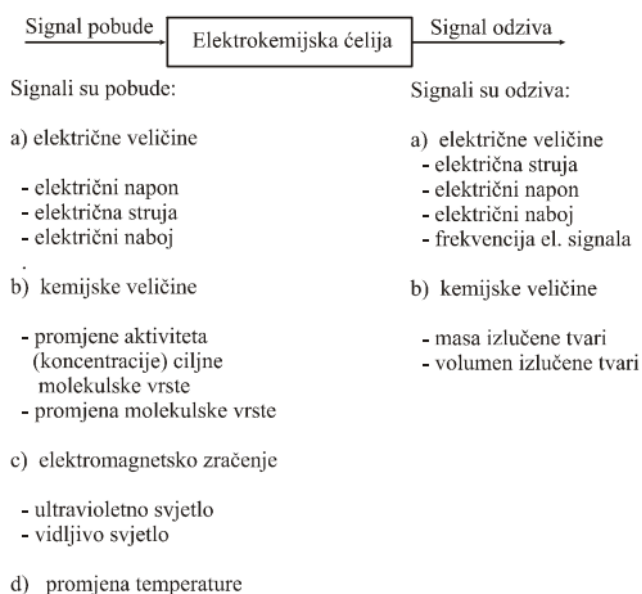 Signal pobude
Elektrokemijska ćelija
Signal odziva
Signali su pobude:
a) električne veličine
- električni napon
- električna struja
- električni naboj
.
b) kemijske veličine
- promjene aktiviteta
(koncentracije) ciljne
molekulske vrste
- promjena molekulske vrste
c) elektromagnetsko zračenje
- ultravioletno svjetlo
- vidljivo svjetlo
d) promjena temperature
Signali su odziva:
a) električne veličine
- električna struja
- električni napon
- električni naboj
- frekvencija el. signala
b) kemijske veličine
- masa izlučene tvari
- volumen izlučene tvari